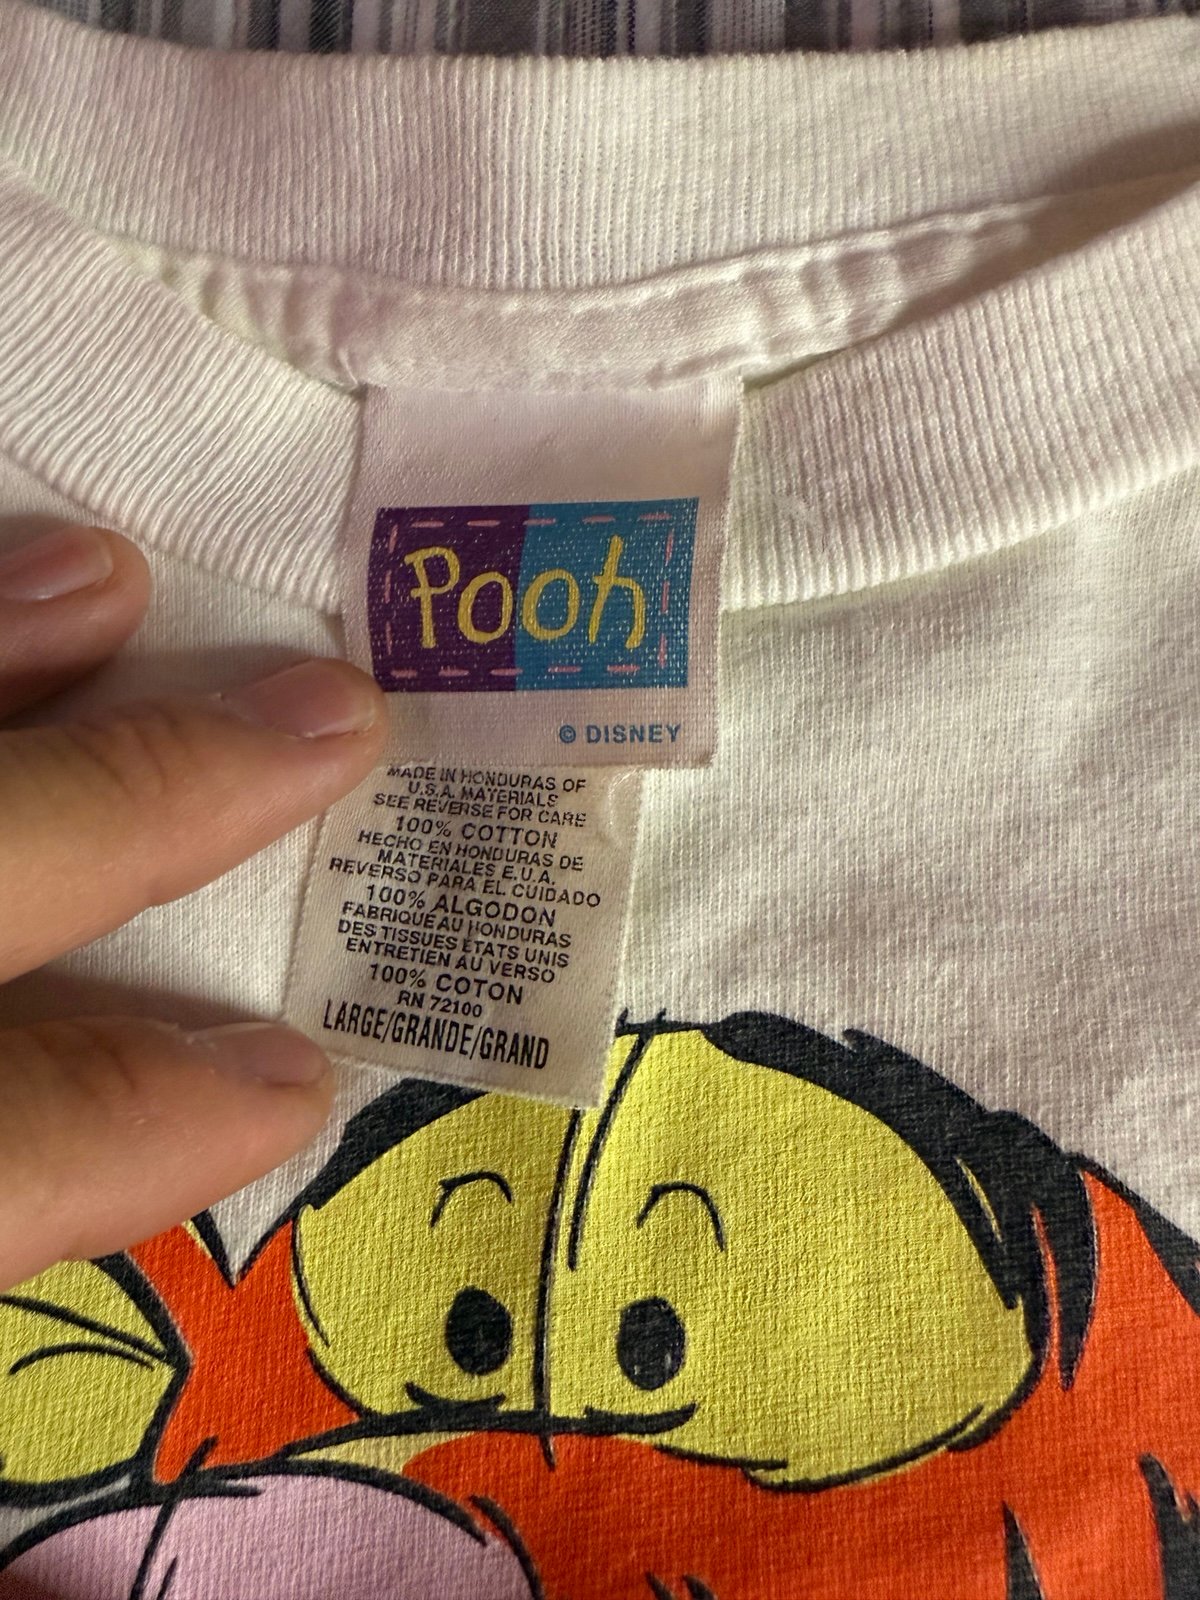 Pooh
© DISNEY
MADE IN HONDURAS OF
U.S.A. MATERIALS
SEE REVERSE FOR CARE
100% COTTON
HECHO EN HONDURAS DE
MATERIALES E.U.A.
REVERSO PARA EL CUIDADO
100% ALGODON
FABRIQUE AU HONDURAS
DES TISSUES ÉTATS UNIS
ENTRETIEN AU VERSO
100% COTON
RN 72100
LARGE/GRANDE/GRAND